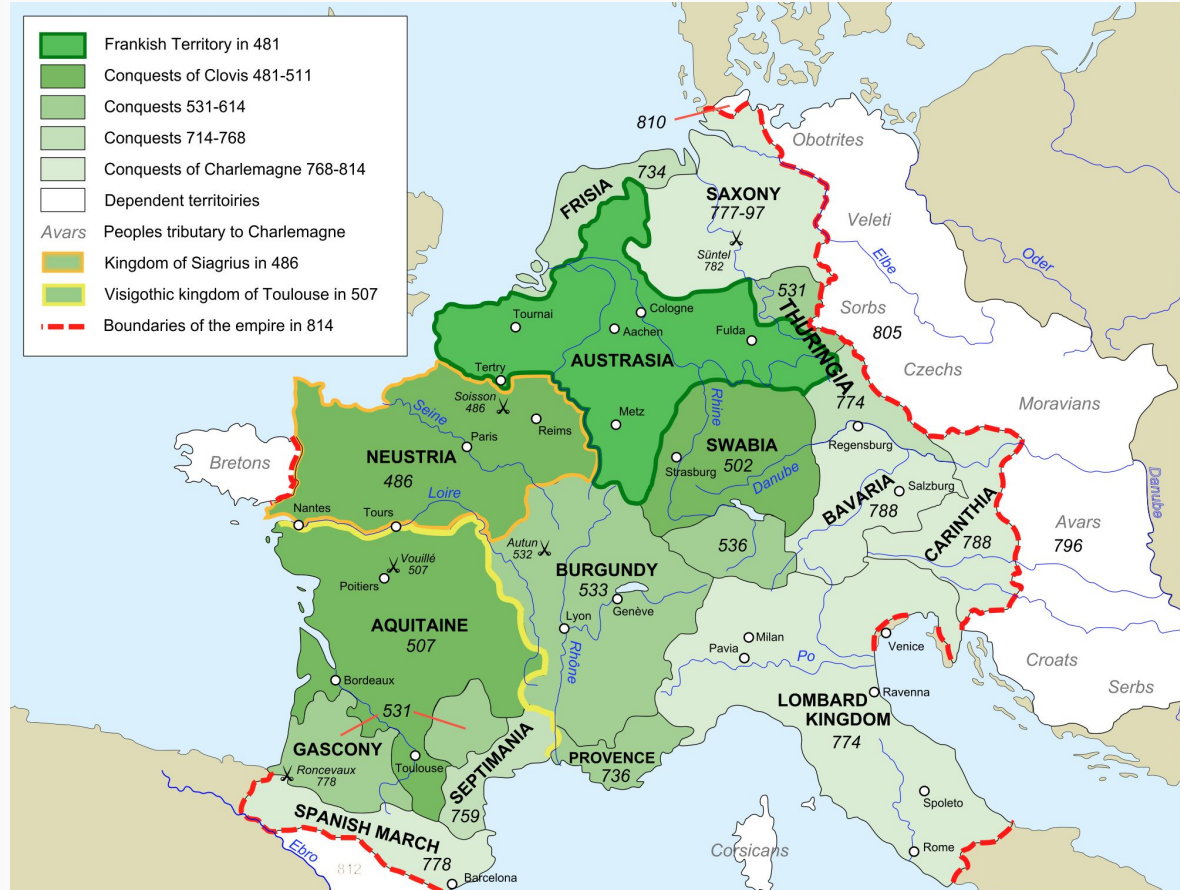 Frankish Territory in 481
Conquests of Clovis 481-511
Conquests 531-614
Conquests 714-768
Conquests of Charlemagne 768-814
Dependent territoiries
Avars Peoples tributary to Charlemagne
Kingdom of Siagrius in 486
Visigothic kingdom of Toulouse in 507
Boundaries of the empire in 814
810
Obotrites
734
FRISIA
SAXONY
777-97
Veleti
Süntel
782
Elbe
Oder
531
Sorbs
805
Tournai
Cologne
Aachen
Fulda
THURINGIA
AUSTRASIA
Czechs
Tertry
Soisson
486
Seine
Reims
Metz
Rhine
774
Moravians
Paris
Regensburg
NEUSTRIA
486
SWABIA
502
Strasburg
Danube
Bretons
Loire
Nantes
Tours
BAVARIA
788
Salzburg
CARINTHIA
788
Danube
Avars
796
Autun
532
536
Vouillé
507
Poitiers
BURGUNDY
533
Genève
Lyon
AQUITAINE
507
Rhône
Milan
Pavia
Po
Venice
Croats
Serbs
Bordeaux
531
LOMBARD
KINGDOM
774
Ravenna
GASCONY
Toulouse
SEPTIMANIA
759
PROVENCE
736
Roncevaux
778
Spoleto
SPANISH MARCH
778
Ebro
812
Barcelona
Corsicans
Rome